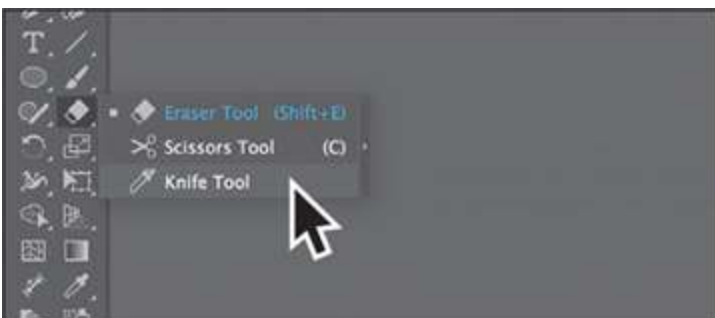 T
Eraser Tool (Shift+E)
Scissors Tool (C)
Knife Tool